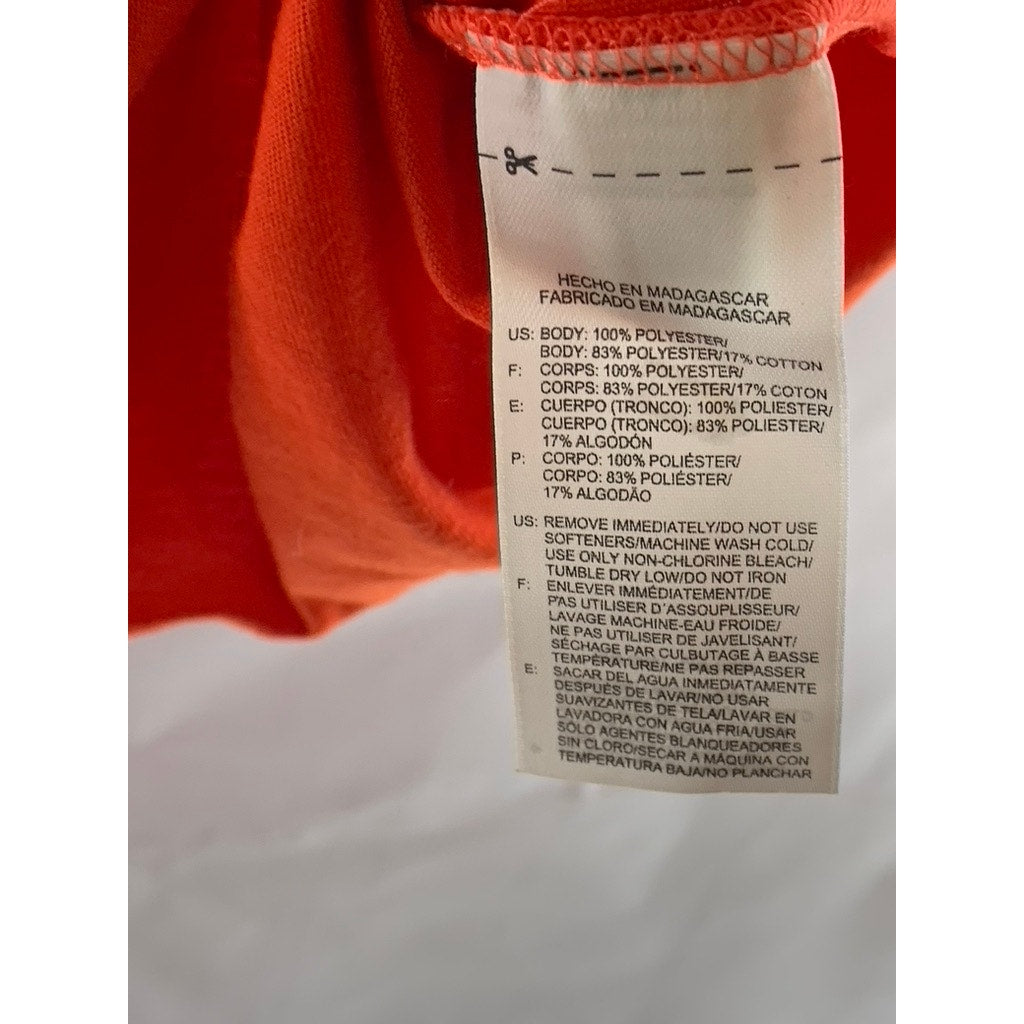 HECHO EN MADAGASCAR
FABRICADO EM MADAGASCAR
US: BODY: 100% POLYESTER/
BODY: 83% POLYESTER/17% COTTON
F: CORPS: 100% POLYESTER/
CORPS: 83% POLYESTER/17% COTON
E: CUERPO (TRONCO): 100% POLIESTER/
CUERPO (TRONCO): 83% POLIESTER/
17% ALGODÓN
P: CORPO: 100% POLIÉSTER/
CORPO: 83% POLIÉSTER/
17% ALGODÃO
US: REMOVE IMMEDIATELY/DO NOT USE
SOFTENERS/MACHINE WASH COLD/
USE ONLY NON-CHLORINE BLEACH/
TUMBLE DRY LOW/DO NOT IRON
F: ENLEVER IMMÉDIATEMENT/DE
PAS UTILISER D'ASSOUPLISSEUR/
LAVAGE MACHINE-EAU FROIDE/
NE PAS UTILISER DE JAVELISANT/
SÉCHAGE PAR CULBUTAGE À BASSE
TEMPÉRATURE/NE PAS REPASSER
E: SACAR DEL AGUA INMEDIATAMENTE
DESPUÉS DE LAVAR/NO USAR
SUAVIZANTES DE TELA/LAVAR EN
LAVADORA CON AGUA FRIA/USAR
SÓLO AGENTES BLANQUEADORES
SIN CLORO/SECAR A MÁQUINA CON
TEMPERATURA BAJA/NO PLANCHAR